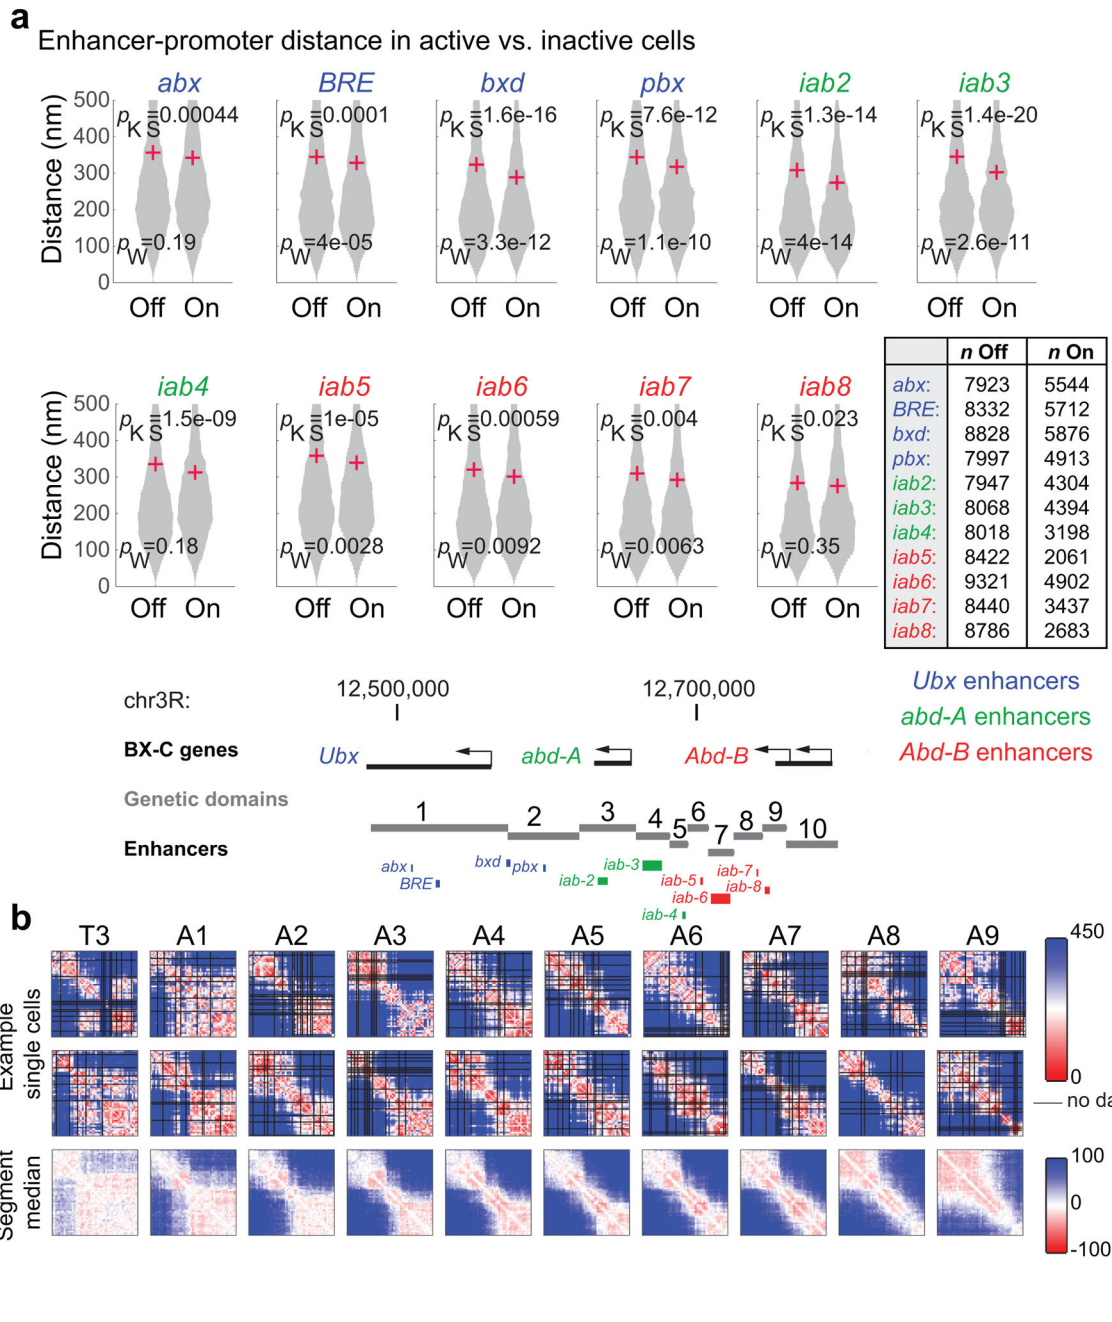 a
Enhancer-promoter distance in active vs. inactive cells
abx BRE bxd pbx iab2 iab3
Distance (nm)
500
400
300
200
100
0
pKS=0.00044 pKS=0.0001 pKS=1.6e-16 pKS=7.6e-12 pKS=1.3e-14 pKS=1.4e-20
pW=0.19 pW=4e-05 pW=3.3e-12 pW=1.1e-10 pW=4e-14 pW=2.6e-11
Off On Off On Off On Off On Off On Off On
iab4 iab5 iab6 iab7 iab8
Distance (nm)
500
400
300
200
100
0
pKS=1.5e-09 pKS=1e-05 pKS=0.00059 pKS=0.004 pKS=0.023
pW=0.18 pW=0.0028 pW=0.0092 pW=0.0063 pW=0.35
Off On Off On Off On Off On Off On
n Off n On
abx: 7923 5544
BRE: 8332 5712
bxd: 8828 5876
pbx: 7997 4913
iab2: 7947 4304
iab3: 8068 4394
iab4: 8018 3198
iab5: 8422 2061
iab6: 9321 4902
iab7: 8440 3437
iab8: 8786 2683
Ubx enhancers
abd-A enhancers
Abd-B enhancers
chr3R: 12,500,000 12,700,000
BX-C genes Ubx abd-A Abd-B
Genetic domains
1 2 3 4 5 6 7 8 9 10
Enhancers
abx BRE bxd pbx iab-2 iab-3 iab-4 iab-5 iab-6 iab-7 iab-8
b
T3 A1 A2 A3 A4 A5 A6 A7 A8 A9
Example
single cells
450
0
no da
Segment
median
100
0
-100